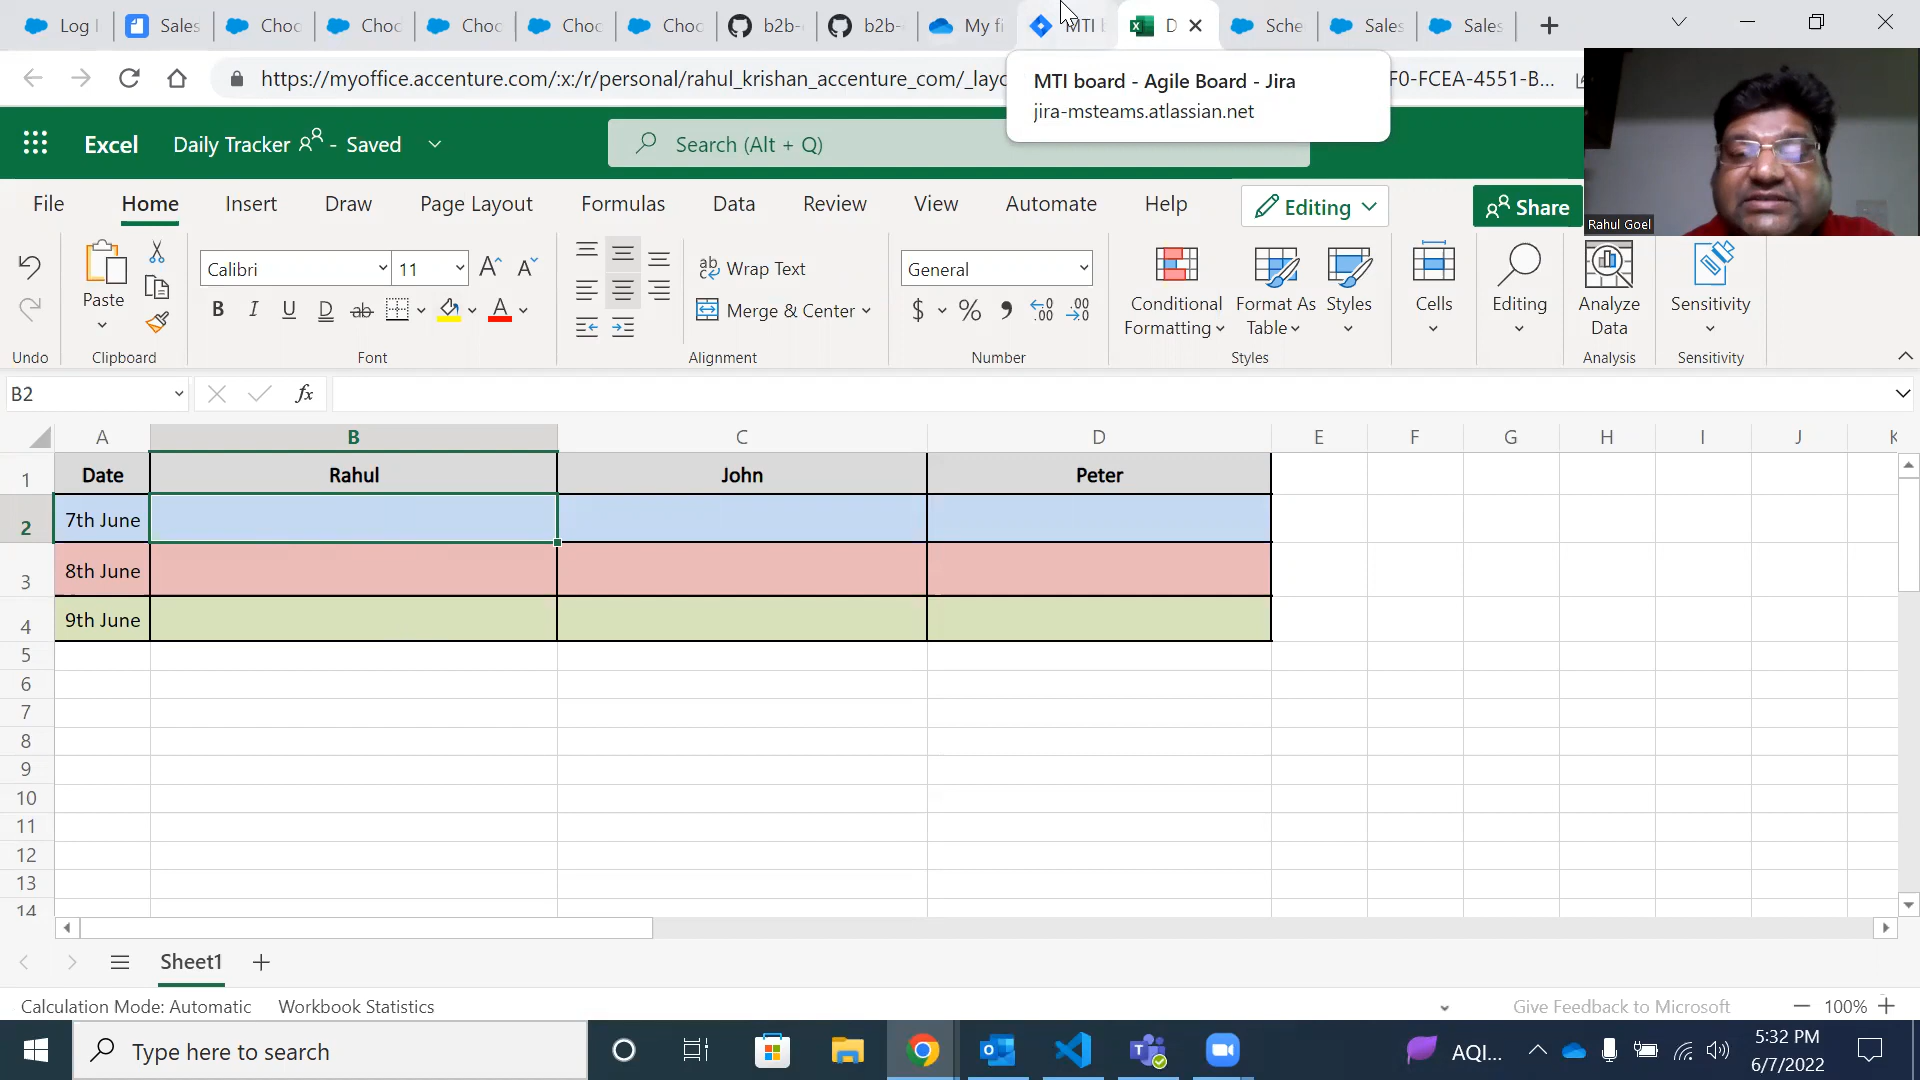 Log I
Sales
Choc
Choc
Choc
Choc
Choc
b2b-
b2b-
My fi
MTI b
D
Sche
Sales
Sales
https://myoffice.accenture.com/:x:/r/personal/rahul_krishan_accenture_com/_layo
F0-FCEA-4551-B...
MTI board - Agile Board - Jira
jira-msteams.atlassian.net
Excel
Daily Tracker - Saved
Search (Alt + Q)
File
Home
Insert
Draw
Page Layout
Formulas
Data
Review
View
Automate
Help
Editing
Share
Rahul Goel
Paste
Calibri
11
B I U D ab
ab
Wrap Text
Merge & Center
General
$ % , .00 .00
Conditional
Formatting
Format As
Table
Styles
Cells
Editing
Analyze
Data
Sensitivity
Undo
Clipboard
Font
Alignment
Number
Styles
Analysis
Sensitivity
B2
fx
A B C D E F G H I J K
1 Date Rahul John Peter
2 7th June
3 8th June
4 9th June
5
6
7
8
9
10
11
12
13
14
Sheet1
Calculation Mode: Automatic
Workbook Statistics
Give Feedback to Microsoft
100%
Type here to search
AQI...
5:32 PM
6/7/2022